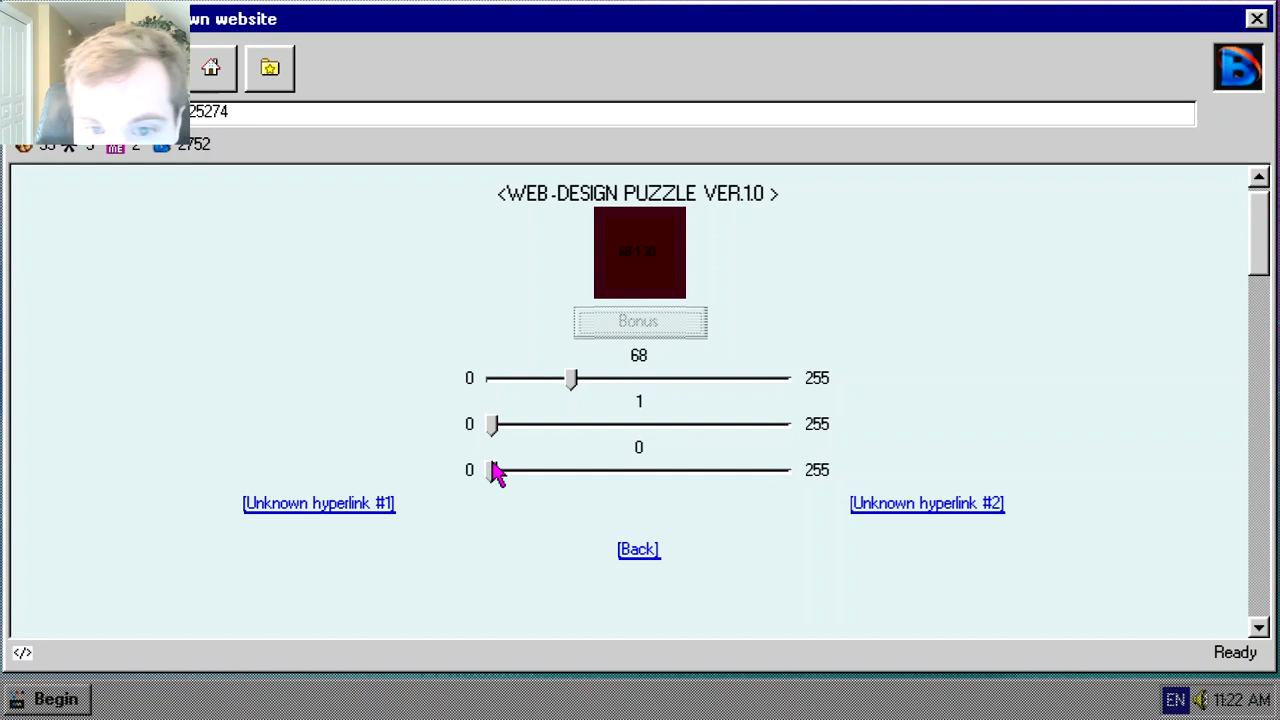 wn website
25274
2 2752
<WEB-DESIGN PUZZLE VER.1.0 >
Bonus
68
0 255
1
0 255
0
0 255
[Unknown hyperlink #1] [Unknown hyperlink #2]
[Back]
</> Ready
Begin EN 11:22 AM